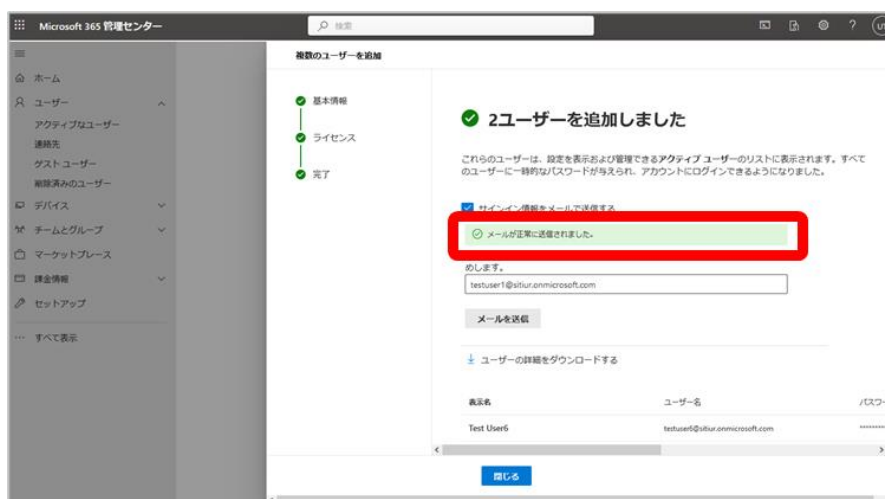 Microsoft 365 管理センター
検索
複数のユーザーを追加
ホーム
ユーザー
アクティブなユーザー
連絡先
ゲスト ユーザー
削除済みのユーザー
デバイス
チームとグループ
マーケットプレース
課金情報
セットアップ
すべて表示
基本情報
ライセンス
完了
2ユーザーを追加しました
これらのユーザーは、設定を表示および管理できるアクティブ ユーザーのリストに表示されます。すべて
のユーザーに一時的なパスワードが与えられ、アカウントにログインできるようになりました。
サインイン情報をメールで送信する
メールが正常に送信されました。
めします。
testuser1@sitiur.onmicrosoft.com
メールを送信
ユーザーの詳細をダウンロードする
表示名 ユーザー名 パスワー
Test User6 testuser6@sitiur.onmicrosoft.com
閉じる